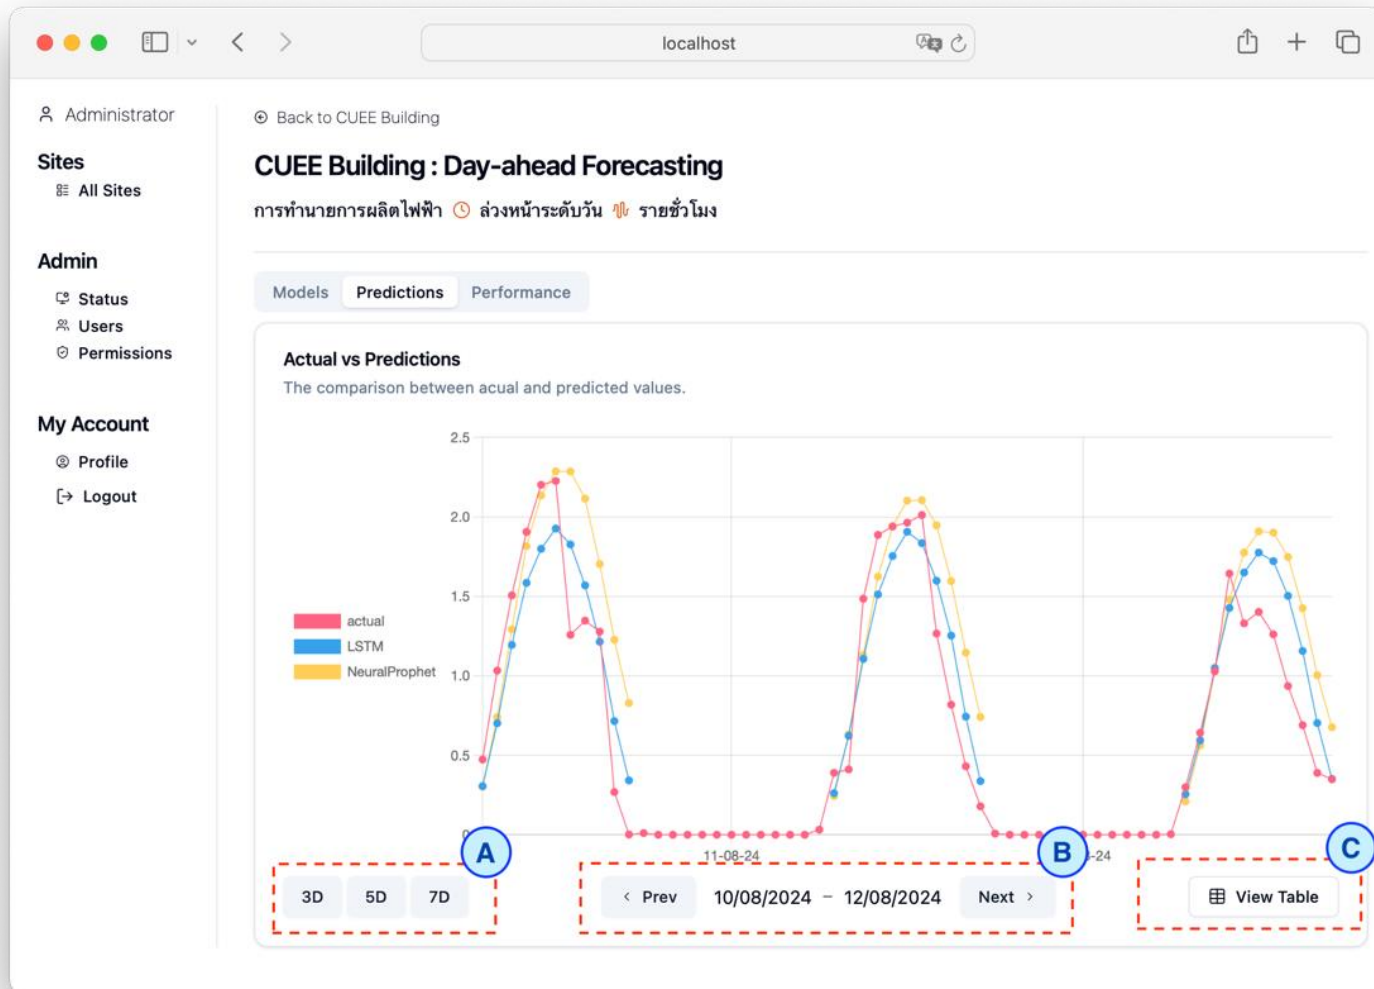 localhost
Administrator
Sites
All Sites
Admin
Status
Users
Permissions
My Account
Profile
Logout
Back to CUEE Building
CUEE Building : Day-ahead Forecasting
การทำนายการผลิตไฟฟ้า ล่วงหน้าระดับวัน รายชั่วโมง
Models Predictions Performance
Actual vs Predictions
The comparison between acual and predicted values.
2.5
2.0
1.5
1.0
0.5
0
actual
LSTM
NeuralProphet
11-08-24
-24
A
B
C
3D 5D 7D
Prev 10/08/2024 – 12/08/2024 Next
View Table